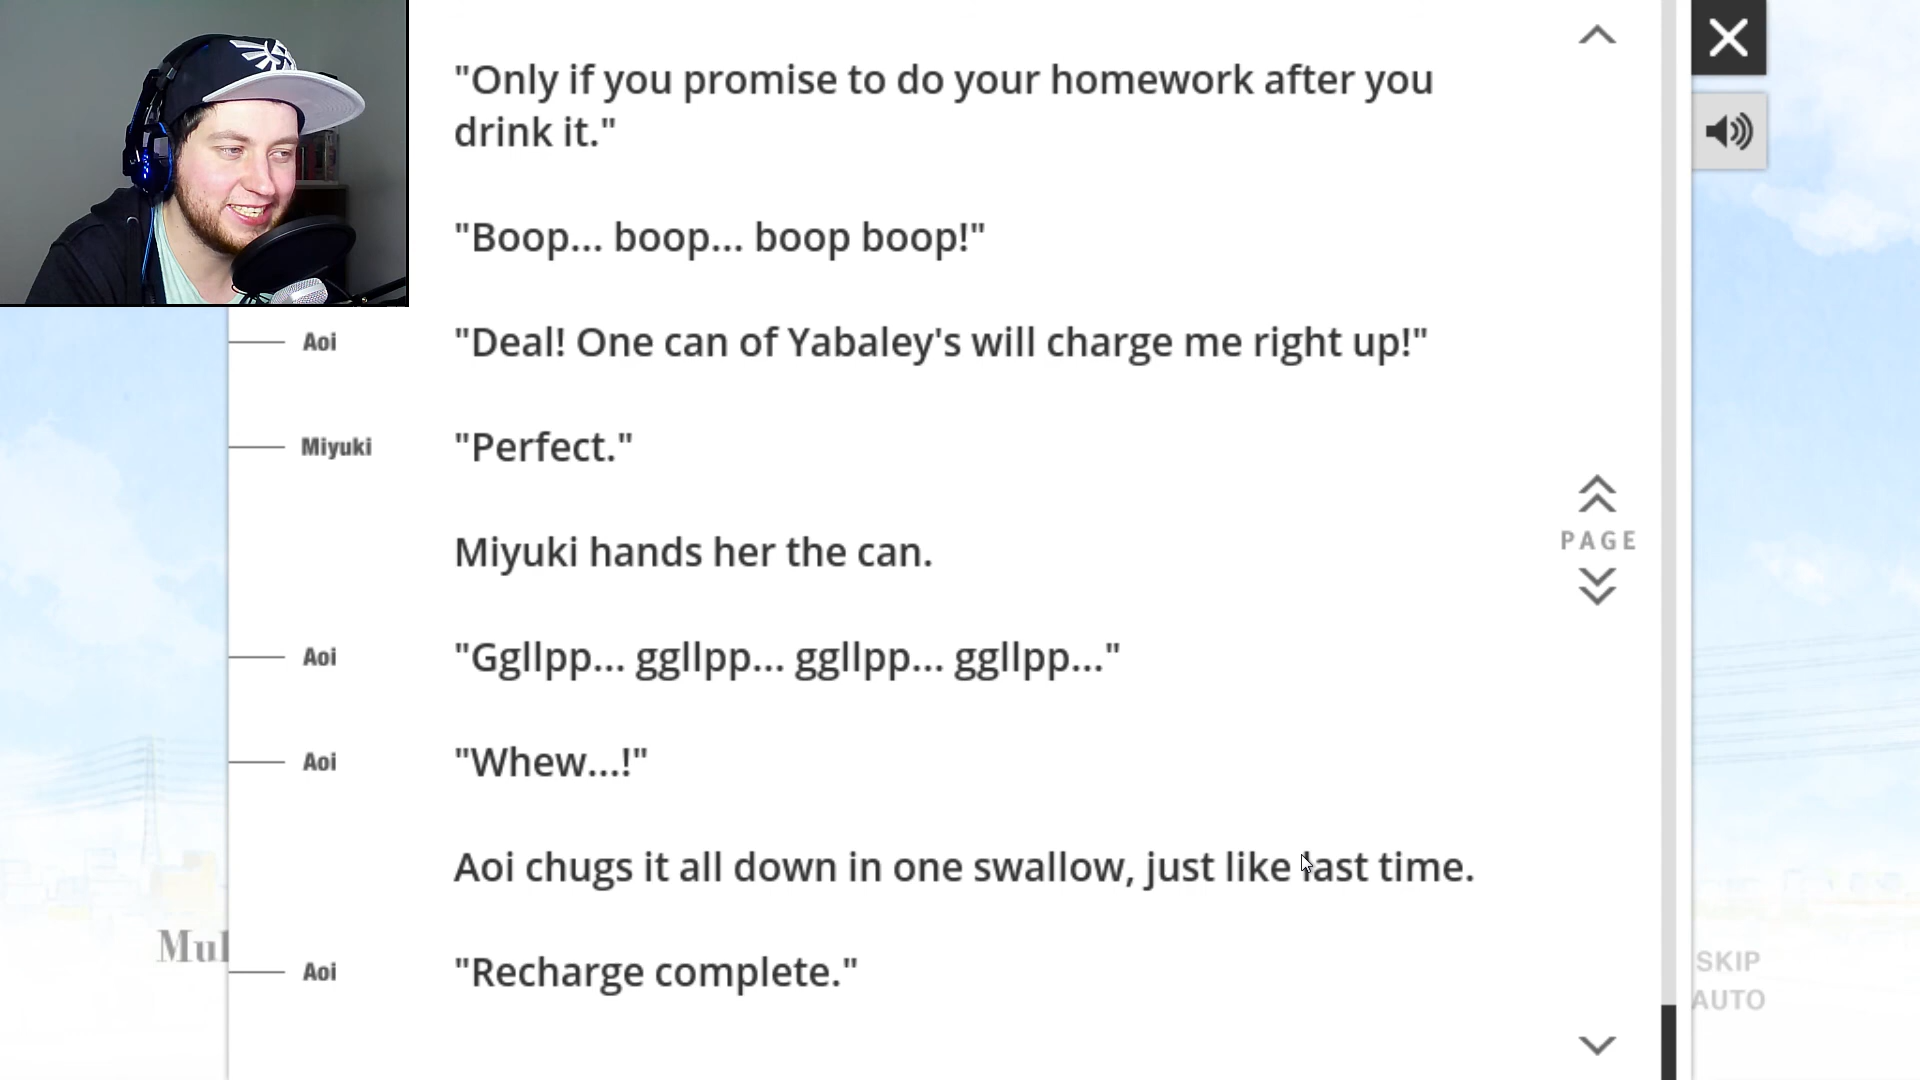 "Only if you promise to do your homework after you
drink it."
"Boop... boop... boop boop!"
Aoi
"Deal! One can of Yabaley's will charge me right up!"
Miyuki
"Perfect."
Miyuki hands her the can.
PAGE
Aoi
"Ggllpp... ggllpp... ggllpp... ggllpp..."
Aoi
"Whew...!"
Aoi chugs it all down in one swallow, just like last time.
Mul
SKIP
Aoi
"Recharge complete."
AUTO